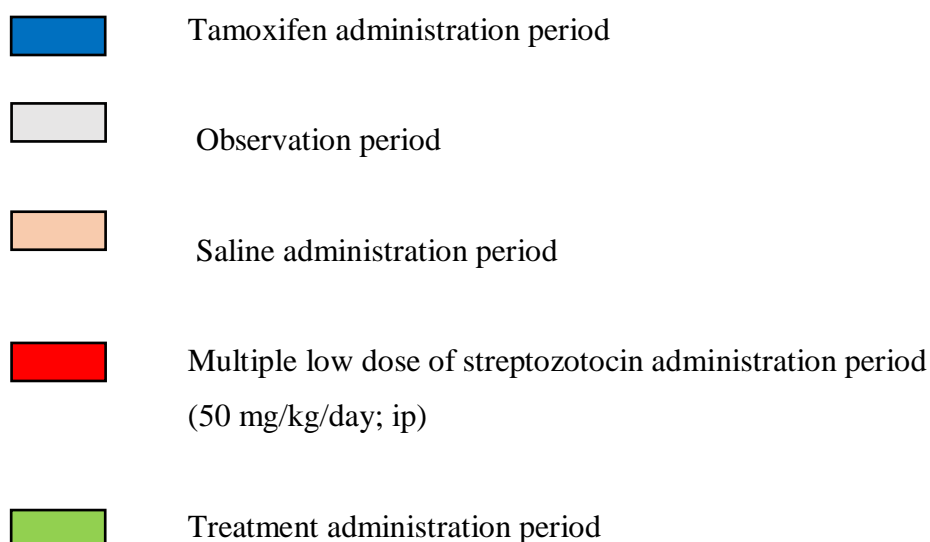 Tamoxifen administration period
Observation period
Saline administration period
Multiple low dose of streptozotocin administration period
(50 mg/kg/day; ip)
Treatment administration period